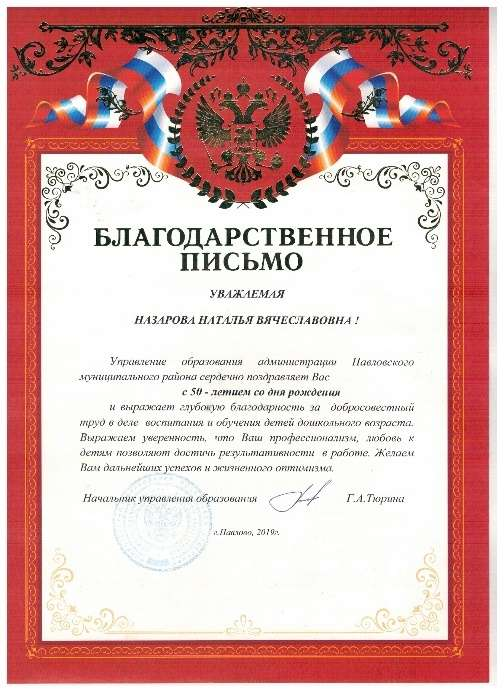 БЛАГОДАРСТВЕННОЕ
ПИСЬМО
УВАЖАЕМАЯ
НАЗАРОВА НАТАЛЬЯ ВЯЧЕСЛАВОВНА !
Управление образования администрации Павловского
муниципального района сердечно поздравляет Вас
с 50 - летием со дня рождения
и выражает глубокую благодарность за добросовестный
труд в деле воспитания и обучения детей дошкольного возраста.
Выражаем уверенность, что Ваш профессионализм, любовь к
детям позволяют достичь результативности в работе. Желаем
Вам дальнейших успехов и жизненного оптимизма.
Начальник управления образования Г.А.Тюрина
г.Павлово, 2019г.